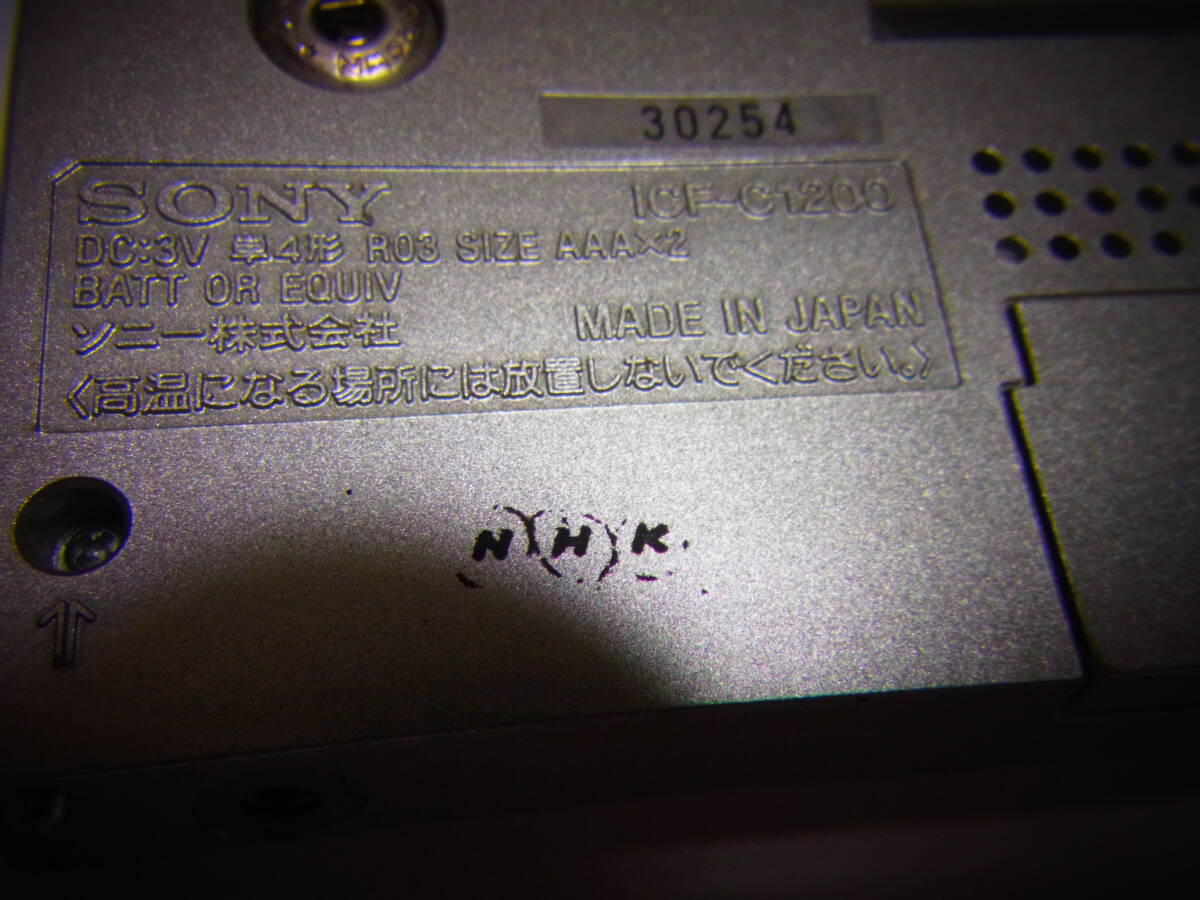 30254
SONY ICF-C1200
DC:3V 単4形 R03 SIZE AAA×2
BATT OR EQUIV
ソニー株式会社 MADE IN JAPAN
〈高温になる場所には放置しないでください。〉
NHK